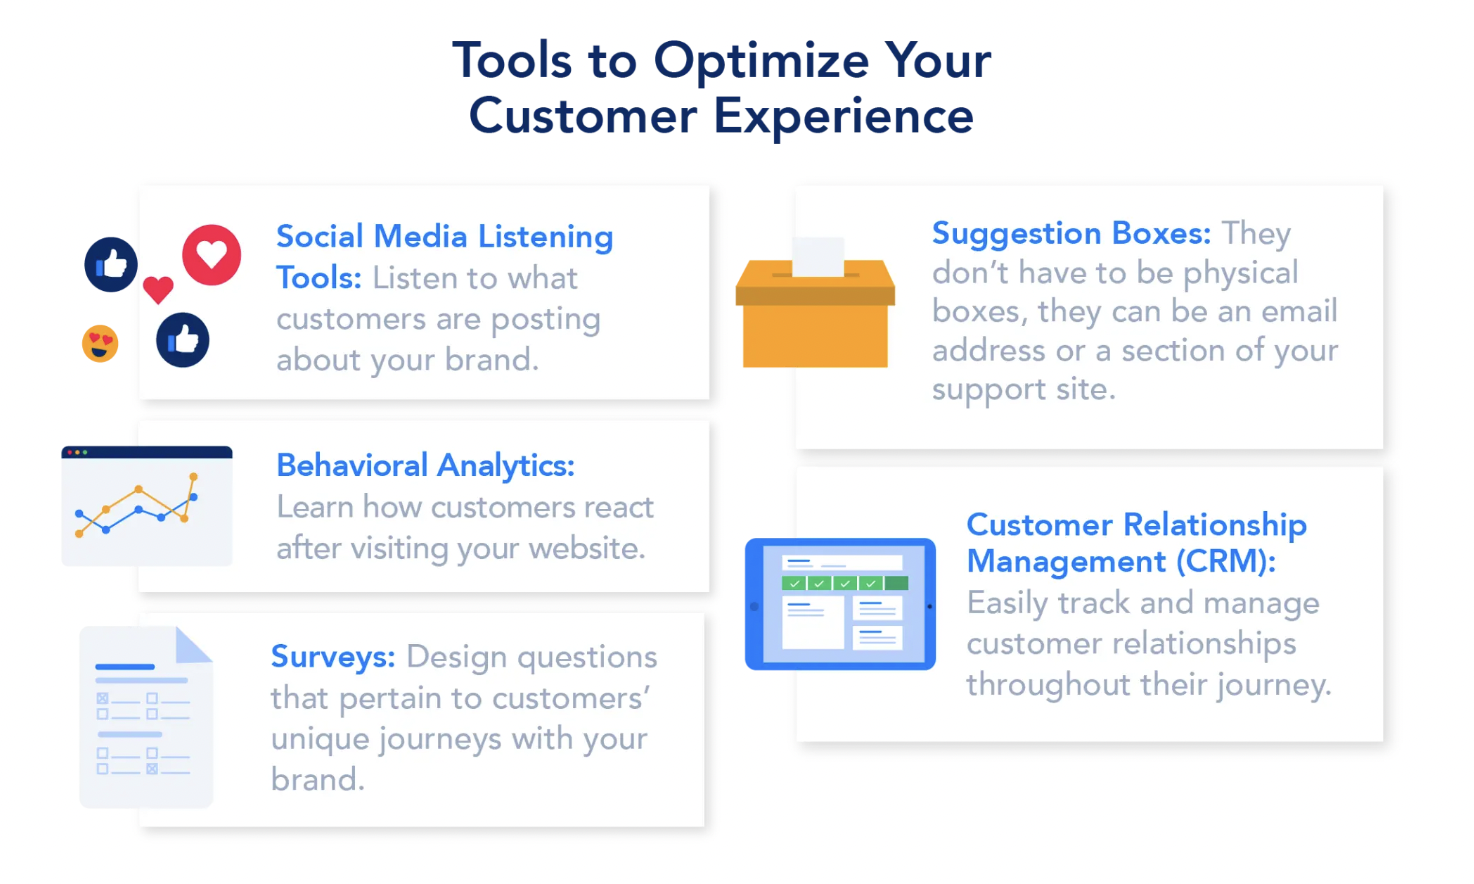 Tools to Optimize Your
Customer Experience
Social Media Listening
Tools: Listen to what
customers are posting
about your brand.
Behavioral Analytics:
Learn how customers react
after visiting your website.
Surveys: Design questions
that pertain to customers’
unique journeys with your
brand.
Suggestion Boxes: They
don’t have to be physical
boxes, they can be an email
address or a section of your
support site.
Customer Relationship
Management (CRM):
Easily track and manage
customer relationships
throughout their journey.